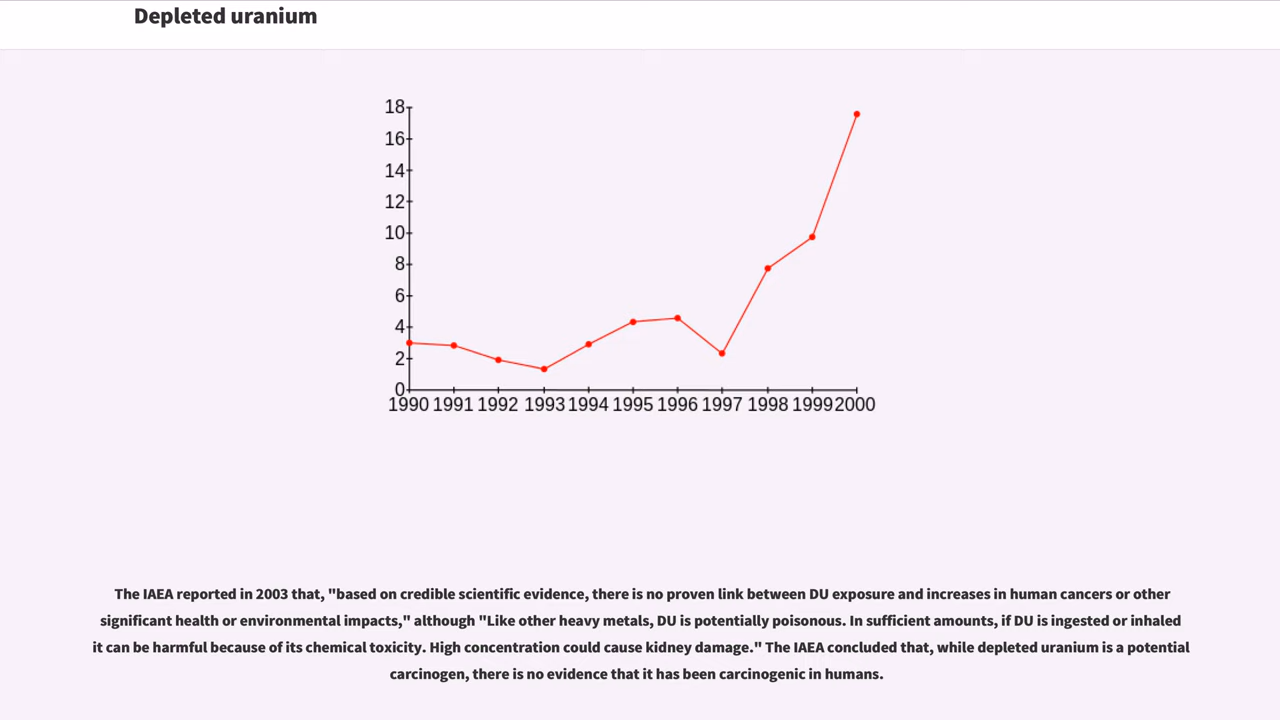 Depleted uranium
18
16
14
12
10
8
6
4
2
0
1990 1991 1992 1993 1994 1995 1996 1997 1998 1999 2000
The IAEA reported in 2003 that, "based on credible scientific evidence, there is no proven link between DU exposure and increases in human cancers or other
significant health or environmental impacts," although "Like other heavy metals, DU is potentially poisonous. In sufficient amounts, if DU is ingested or inhaled
it can be harmful because of its chemical toxicity. High concentration could cause kidney damage." The IAEA concluded that, while depleted uranium is a potential
carcinogen, there is no evidence that it has been carcinogenic in humans.